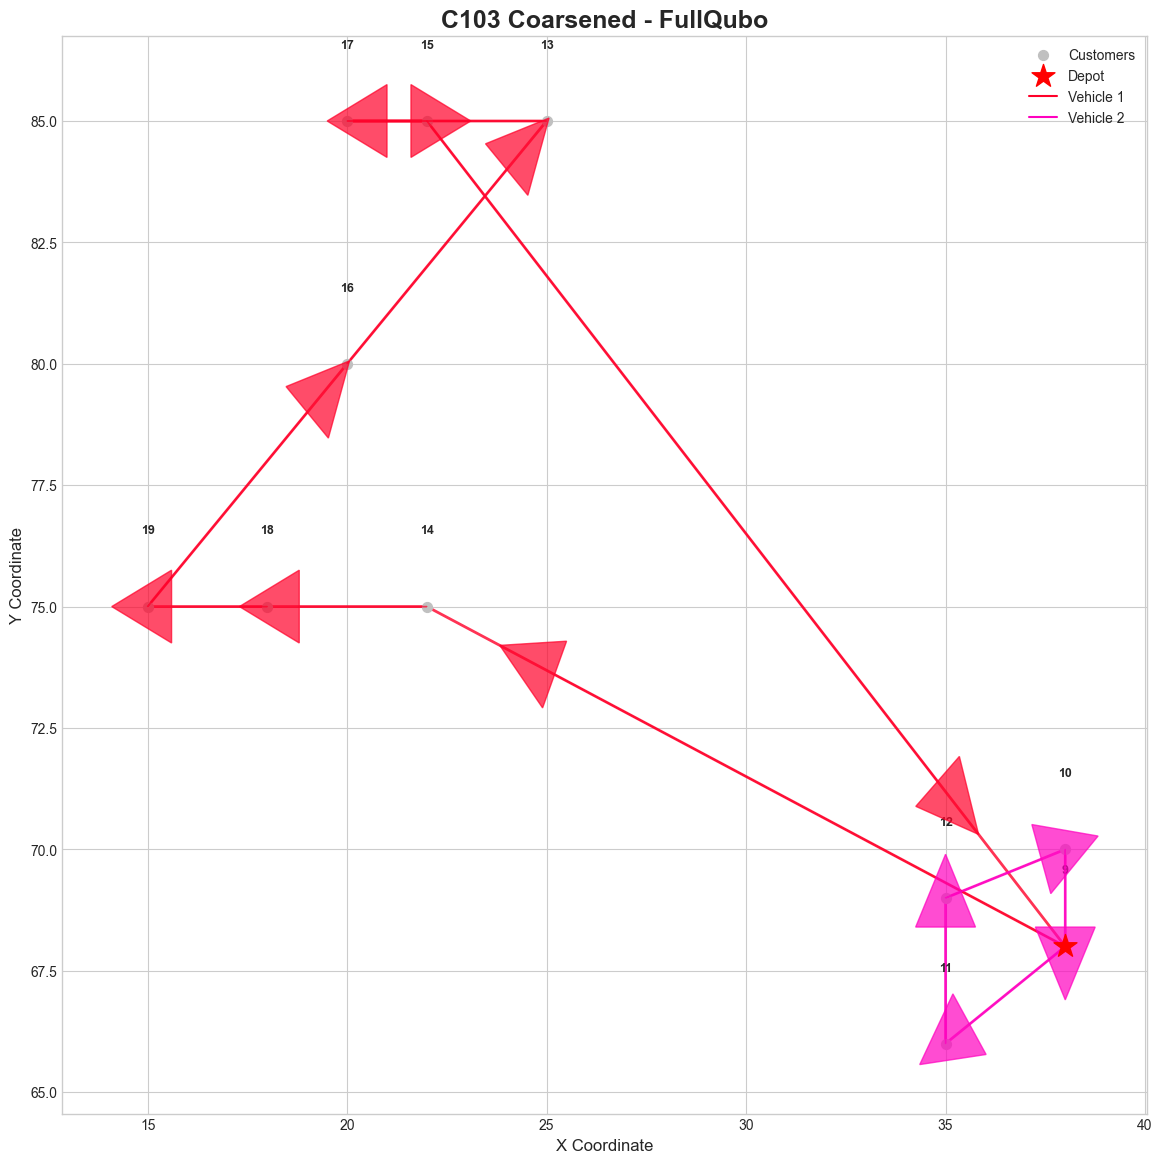 C103 Coarsened - FullQubo
17 15 13
Customers
Depot
Vehicle 1
Vehicle 2
85.0
82.5
16
80.0
77.5
19 18 14
75.0
72.5
10
12
70.0
9
11
67.5
65.0
Y Coordinate
15 20 25 30 35 40
X Coordinate